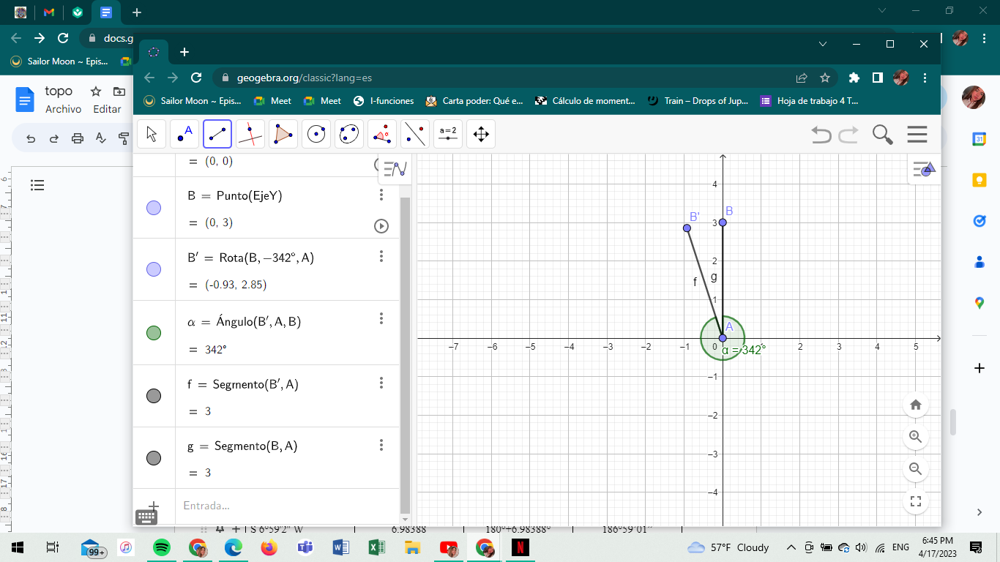 docs.g
Sailor Moon ~ Epis...
topo
Archivo Editar
geogebra.org/classic?lang=es
Sailor Moon ~ Epis... Meet Meet I-funciones Carta poder: Qué e... Cálculo de moment... Train – Drops of Jup... Hoja de trabajo 4 T...
A
a=2
= (0, 0)
B = Punto(EjeY)
= (0, 3)
B′ = Rota(B, −342°, A)
= (-0.93, 2.85)
α = Ángulo(B′, A, B)
= 342°
f = Segmento(B′, A)
= 3
g = Segmento(B, A)
= 3
Entrada...
4
B' B
3
2
f g
1
A
−7 −6 −5 −4 −3 −2 −1 0 1 2 3 4 5
α = 342°
−1
−2
−3
−4
31
S 6°59'2" W 6.98388 180°+6.98388° 186°59'01"
99+
57°F Cloudy
ENG
6:45 PM
4/17/2023